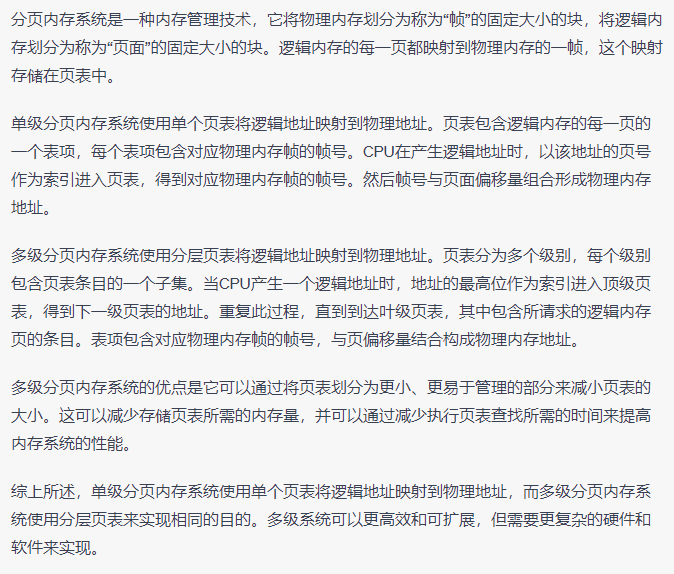 分页内存系统是一种内存管理技术，它将物理内存划分为称为“帧”的固定大小的块，将逻辑内
存划分为称为“页面”的固定大小的块。逻辑内存的每一页都映射到物理内存的一帧，这个映射
存储在页表中。
单级分页内存系统使用单个页表将逻辑地址映射到物理地址。页表包含逻辑内存的每一页的
一个表项，每个表项包含对应物理内存帧的帧号。CPU在产生逻辑地址时，以该地址的页号
作为索引进入页表，得到对应物理内存帧的帧号。然后帧号与页面偏移量组合形成物理内存
地址。
多级分页内存系统使用分层页表将逻辑地址映射到物理地址。页表分为多个级别，每个级别
包含页表条目的一个子集。当CPU产生一个逻辑地址时，地址的最高位作为索引进入顶级页
表，得到下一级页表的地址。重复此过程，直到到达叶级页表，其中包含所请求的逻辑内存
页的条目。表项包含对应物理内存帧的帧号，与页偏移量结合构成物理内存地址。
多级分页内存系统的优点是它可以通过将页表划分为更小、更易于管理的部分来减小页表的
大小。这可以减少存储页表所需的内存量，并可以通过减少执行页表查找所需的时间来提高
内存系统的性能。
综上所述，单级分页内存系统使用单个页表将逻辑地址映射到物理地址，而多级分页内存系
统使用分层页表来实现相同的目的。多级系统可以更高效和可扩展，但需要更复杂的硬件和
软件来实现。